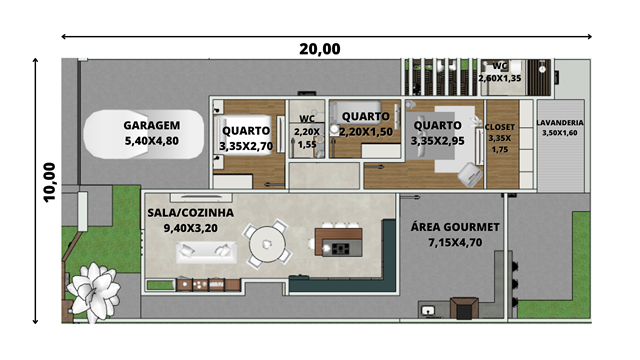 20,00
10,00
WC
2,60X1,35
GARAGEM
5,40X4,80
QUARTO
3,35X2,70
WC
2,20X
1,55
QUARTO
2,20X1,50
QUARTO
3,35X2,95
CLOSET
3,35X
1,75
LAVANDERIA
3,50X1,60
SALA/COZINHA
9,40X3,20
ÁREA GOURMET
7,15X4,70